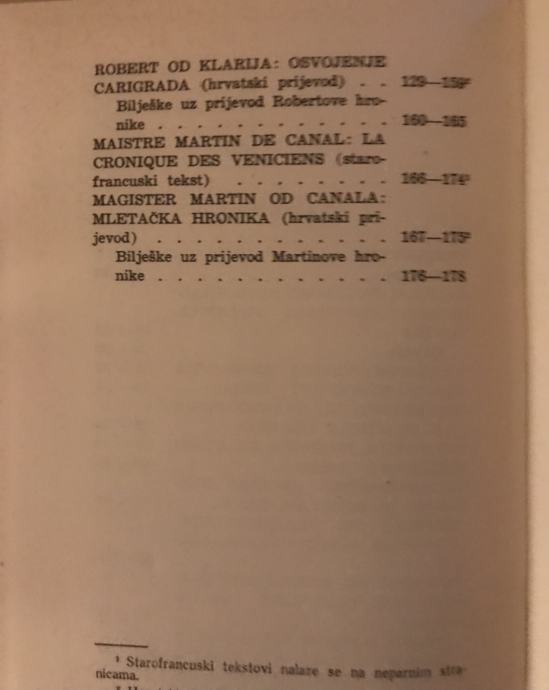 ROBERT OD KLARIJA: OSVOJENJE
CARIGRADA (hrvatski prijevod) . . 129—159²
Bilješke uz prijevod Robertove hro-
nike . . . . . . . . . . . . 160—165
MAISTRE MARTIN DE CANAL: LA
CRONIQUE DES VENICIENS (staro-
francuski tekst) . . . . . . . . 166—174¹
MAGISTER MARTIN OD CANALA:
MLETAČKA HRONIKA (hrvatski pri-
jevod) . . . . . . . . . . . . 167—175²
Bilješke uz prijevod Martinove hro-
nike . . . . . . . . . . . . 176—178
¹ Starofrancuski tekstovi nalaze se na neparnim stra-
nicama.